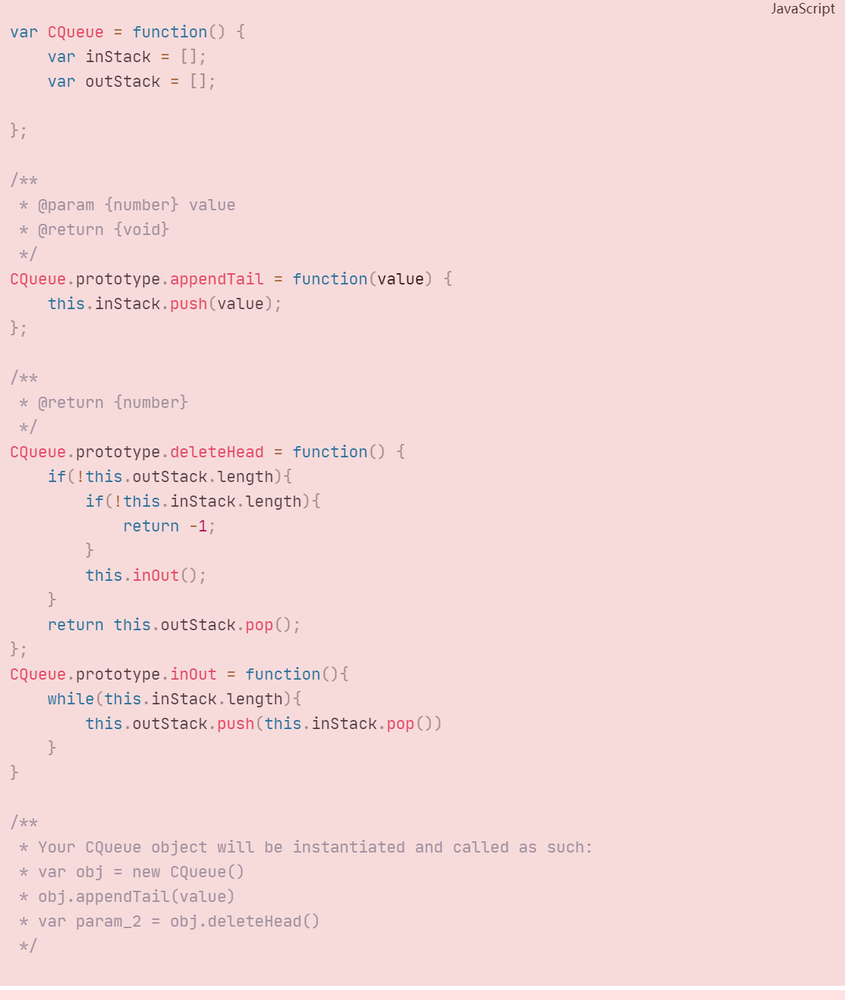 JavaScript
var CQueue = function() {
    var inStack = [];
    var outStack = [];

};

/**
 * @param {number} value
 * @return {void}
 */
CQueue.prototype.appendTail = function(value) {
    this.inStack.push(value);
};

/**
 * @return {number}
 */
CQueue.prototype.deleteHead = function() {
    if(!this.outStack.length){
        if(!this.inStack.length){
            return -1;
        }
        this.inOut();
    }
    return this.outStack.pop();
};
CQueue.prototype.inOut = function(){
    while(this.inStack.length){
        this.outStack.push(this.inStack.pop())
    }
}

/**
 * Your CQueue object will be instantiated and called as such:
 * var obj = new CQueue()
 * obj.appendTail(value)
 * var param_2 = obj.deleteHead()
 */